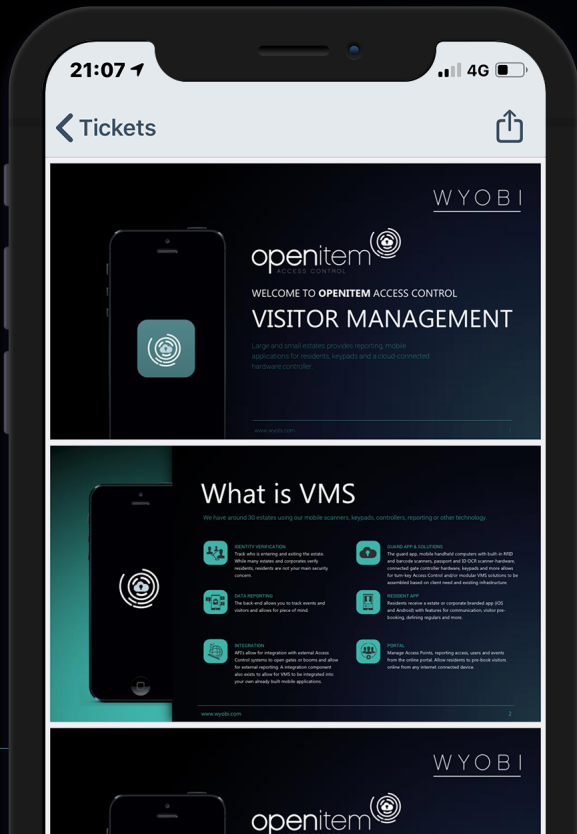 21:07
4G
Tickets
WYOBI
openitem
ACCESS CONTROL
WELCOME TO OPENITEM ACCESS CONTROL
VISITOR MANAGEMENT
Large and small estates provides reporting, mobile
applications for residents, keypads and a cloud-connected
hardware controller
www.wyobi.com
1
What is VMS
We have around 30 estates using our mobile scanners, keypads, controllers, reporting or other technology.
IDENTITY VERIFICATION
Track who is entering and exiting the estate.
While many estates and corporates verify
residents, residents are not your main security
concern.
DATA REPORTING
The back-end allows you to track events and
visitors and allows for piece of mind.
INTEGRATION
API's allow for integration with external Access
Control systems to open gates or booms and allow
for external reporting. A integration component
also exists to allow for VMS to be integrated into
your own already built mobile applications.
GUARD APP & SOLUTIONS
The guard app, mobile handheld computers with built-in RFID
and barcode scanners, passport and ID OCR scanner-hardware,
connected gate controller hardware, keypads and more allows
for turn-key Access Control and/or modular VMS solutions to be
assembled based on client need and existing infrastructure.
RESIDENT APP
Residents receive a estate or corporate branded app (iOS
and Android) with features for communication, visitor pre-
booking, defining regulars and more.
PORTAL
Manage Access Points, reporting access, users and events
from the online portal. Allow residents to pre-book visitors
online from any internet connected device.
www.wyobi.com
2
WYOBI
openitem